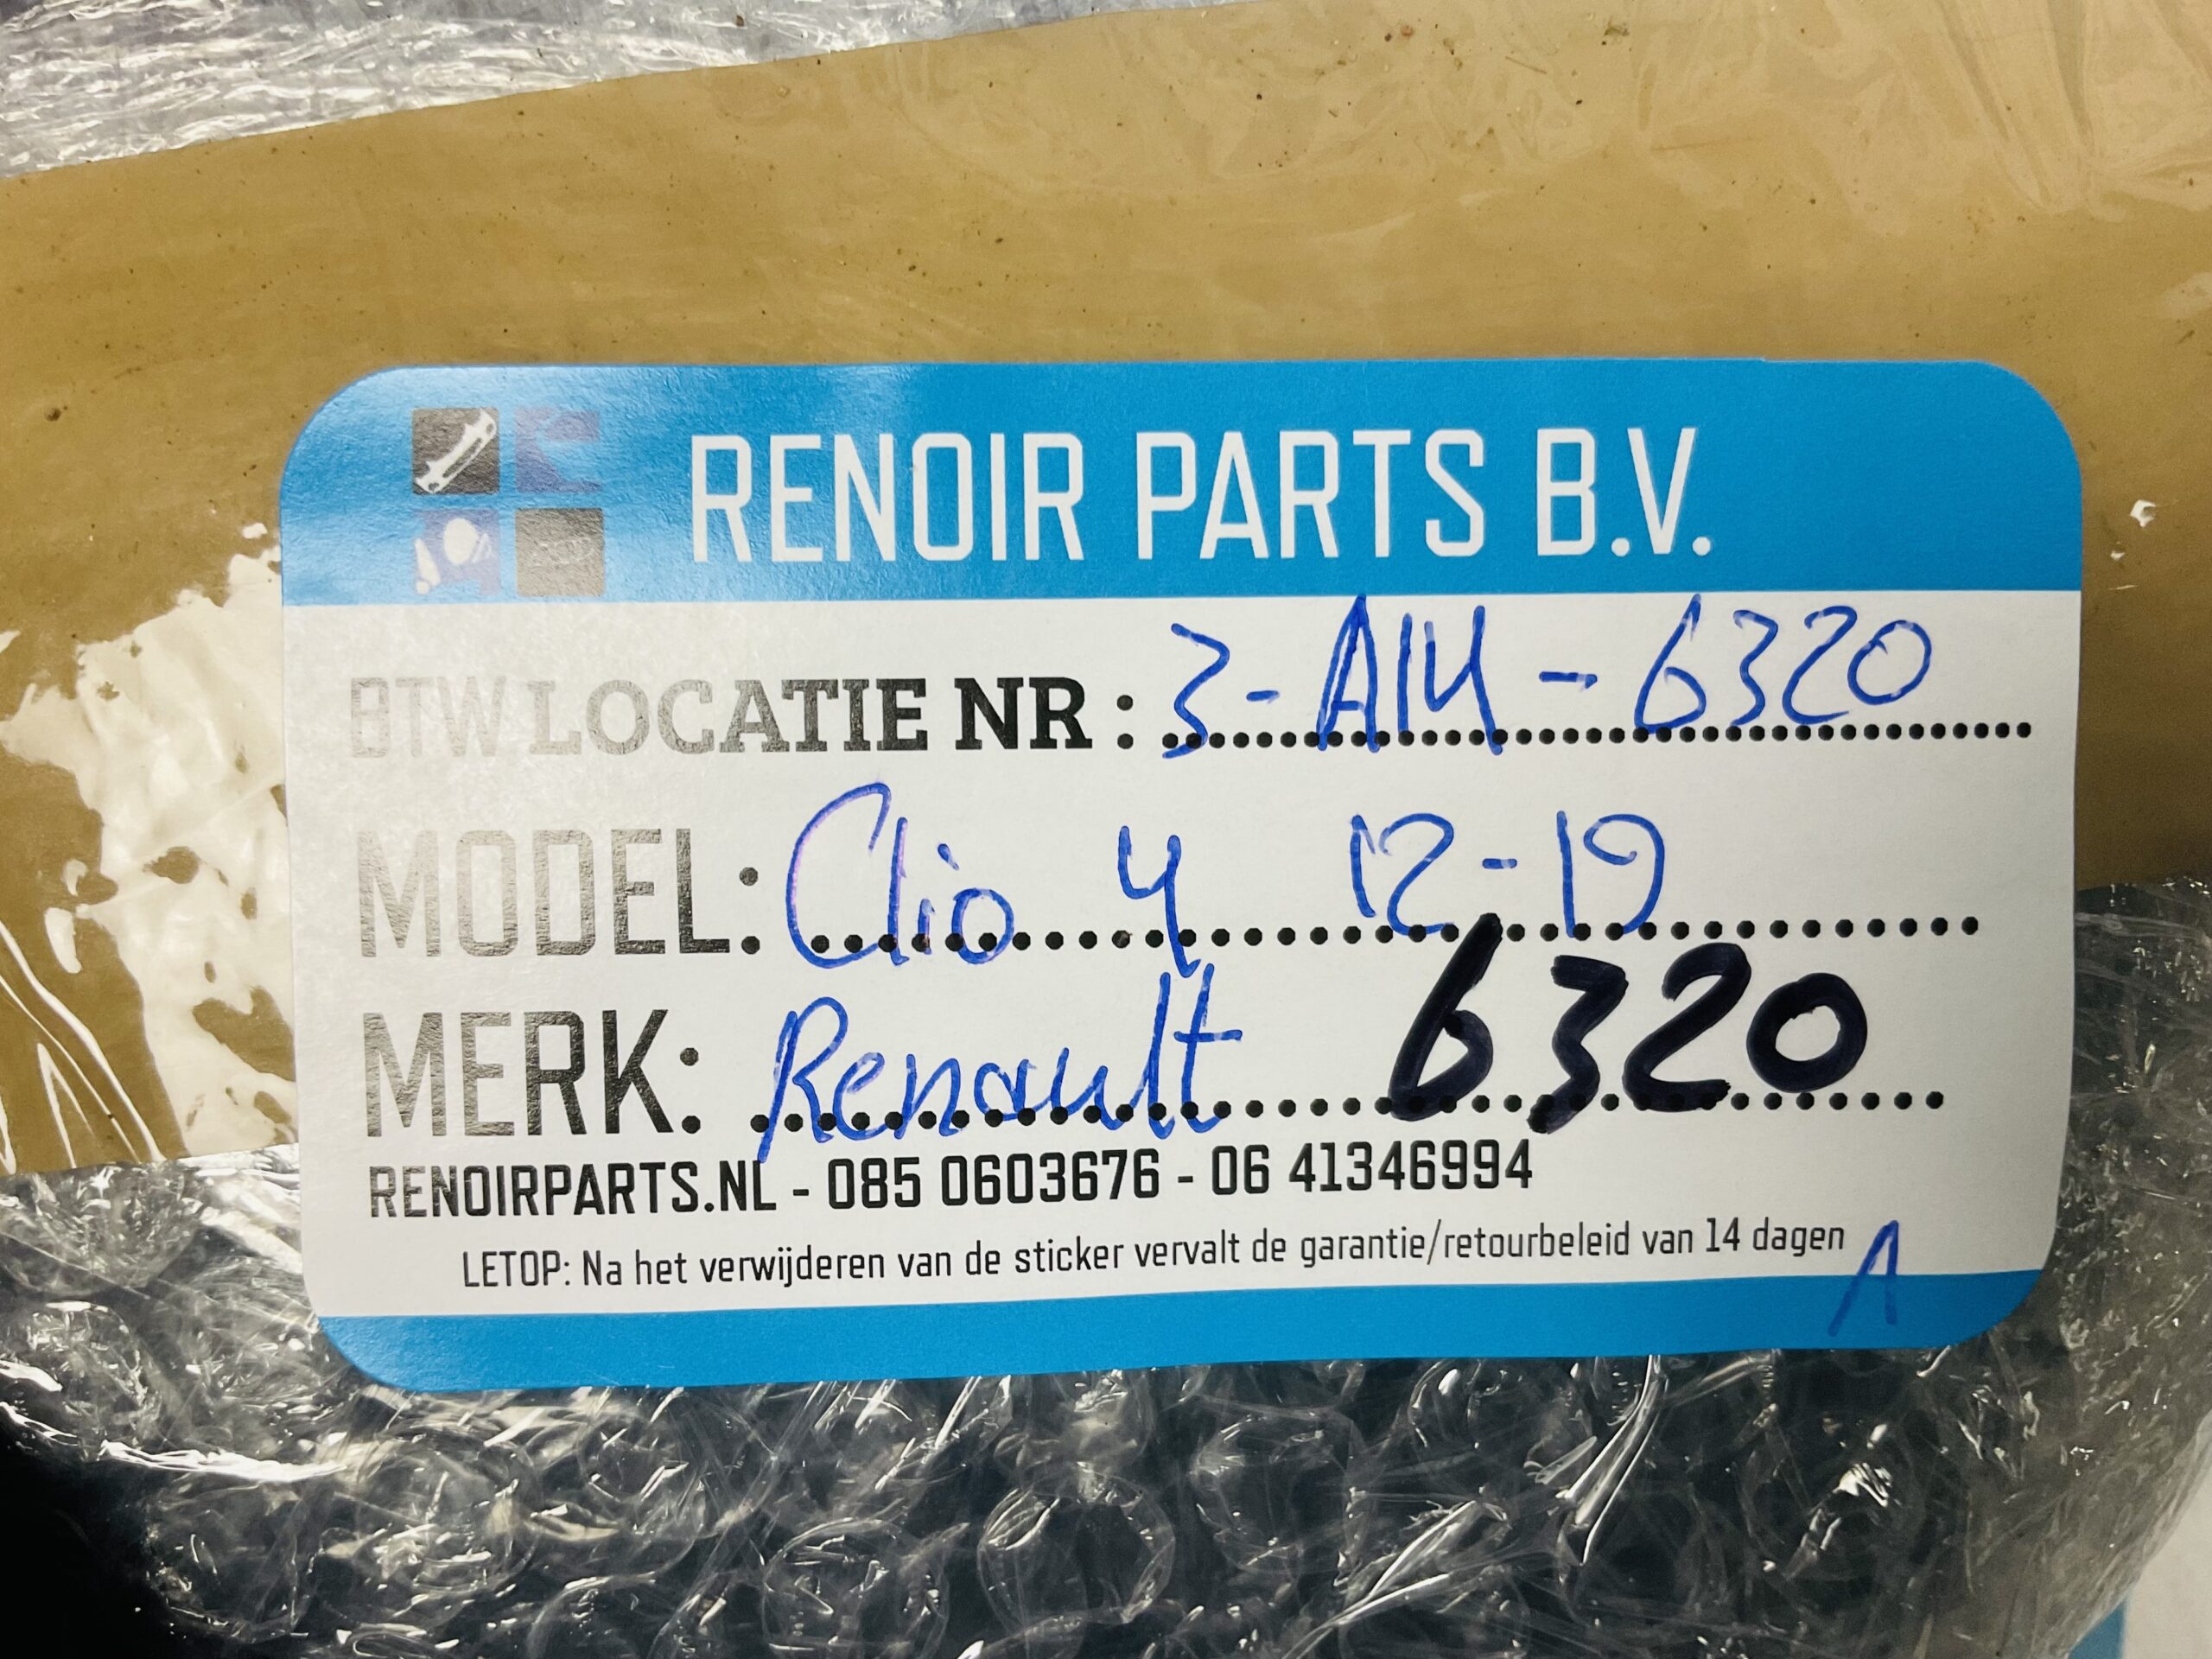 RENOIR PARTS B.V.
BTW LOCATIE NR : 3-A14-6320
MODEL: Clio 4 12-19
MERK: Renault 6320
RENOIRPARTS.NL - 085 0603676 - 06 41346994
LETOP: Na het verwijderen van de sticker vervalt de garantie/retourbeleid van 14 dagen